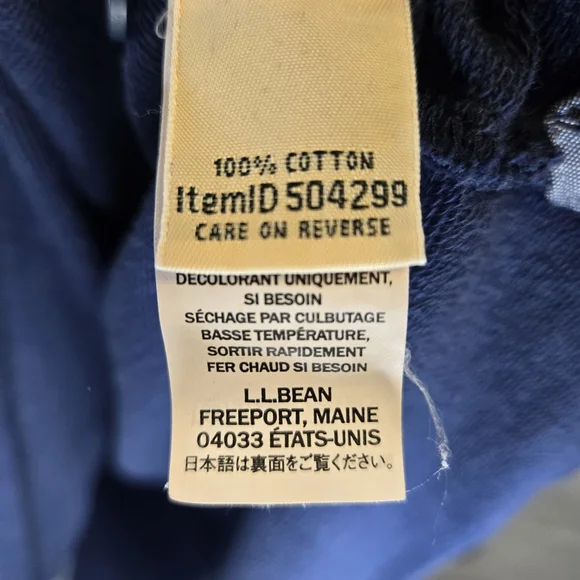 100% COTTON
ItemID 504299
CARE ON REVERSE
DÉCOLORANT UNIQUEMENT,
SI BESOIN
SÉCHAGE PAR CULBUTAGE
BASSE TEMPÉRATURE,
SORTIR RAPIDEMENT
FER CHAUD SI BESOIN
L.L.BEAN
FREEPORT, MAINE
04033 ÉTATS-UNIS
日本語は裏面をご覧ください。